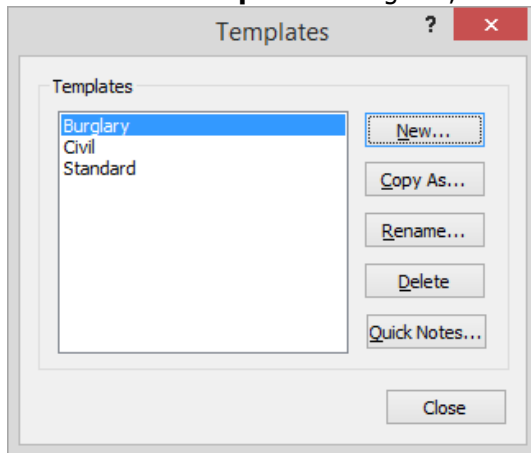 Templates ? ×
Templates
Burglary
Civil
Standard
New...
Copy As...
Rename...
Delete
Quick Notes...
Close